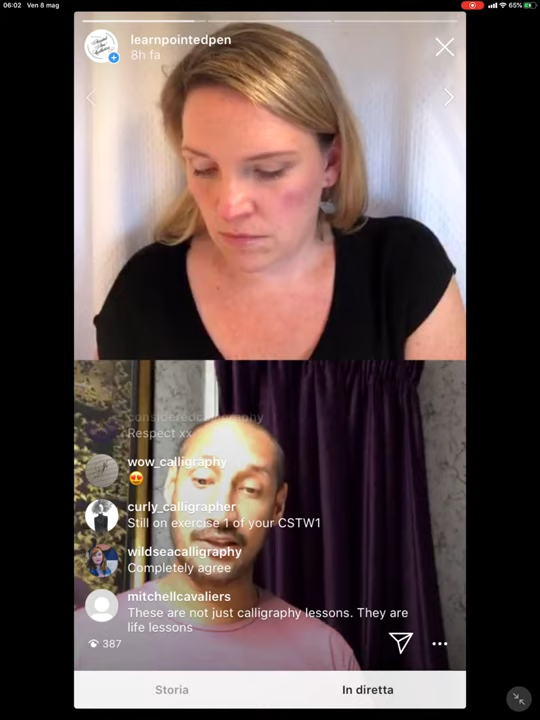 06:02 Ven 8 mag
65%
learnpointedpen
8h fa
consideredcalligraphy
Respect xx
wow_calligraphy
😍
curly_calligrapher
Still on exercise 1 of your CSTW1
wildseacalligraphy
Completely agree
mitchellcavaliers
These are not just calligraphy lessons. They are
life lessons
387
Storia
In diretta